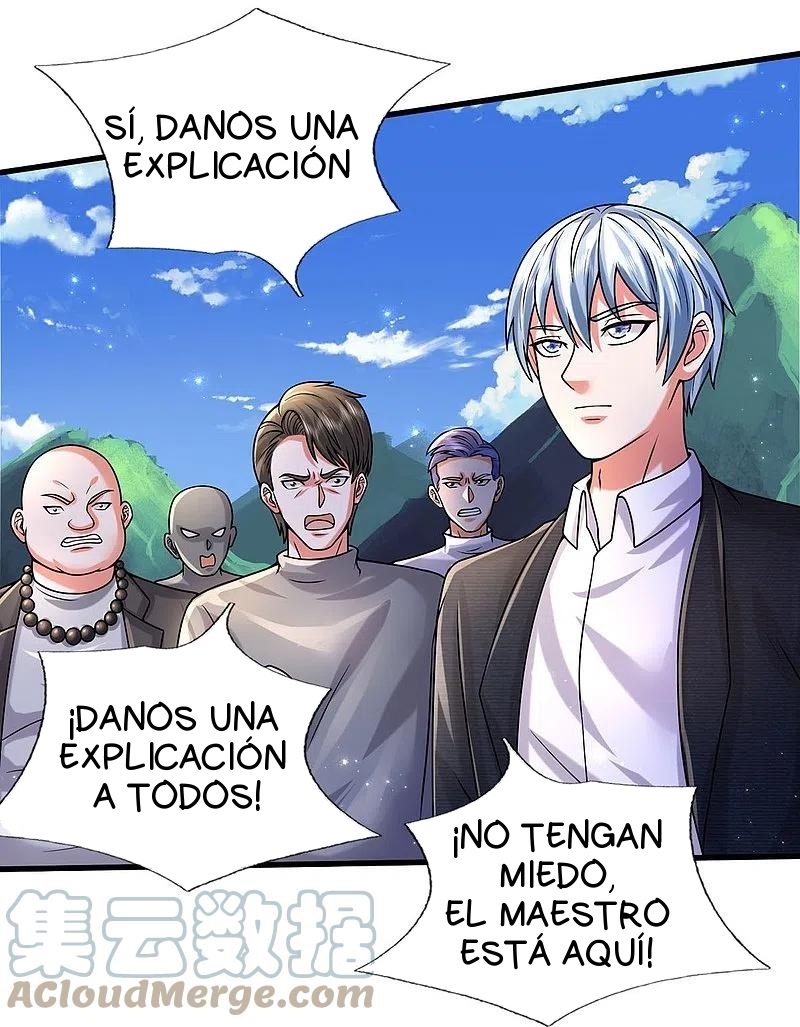 SÍ, DANOS UNA
EXPLICACIÓN
¡DANOS UNA
EXPLICACIÓN
A TODOS!
¡NO TENGAN
MIEDO,
EL MAESTRO
ESTÁ AQUÍ!
集云数据
ACloudMerge.com